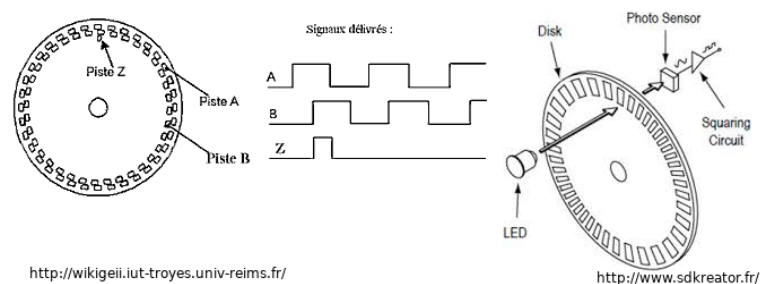 Piste Z
Piste A
Piste B
http://wikigeii.iut-troyes.univ-reims.fr/
Signaux délivrés :
A
B
Z
Photo Sensor
Disk
Squaring
Circuit
LED
http://www.sdkreator.fr/